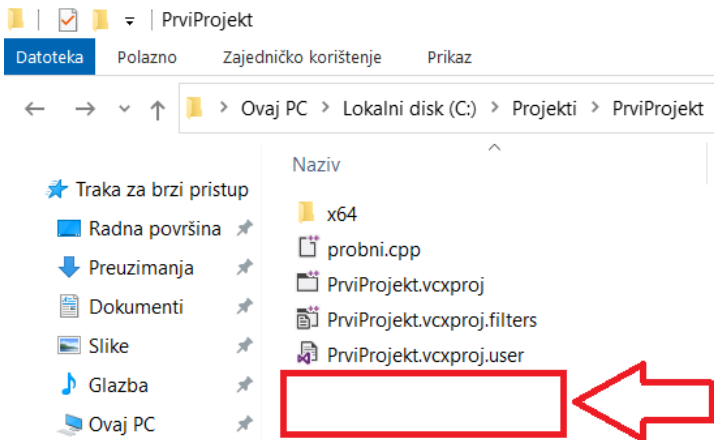 PrviProjekt
Datoteka Polazno Zajedničko korištenje Prikaz
Ovaj PC > Lokalni disk (C:) > Projekti > PrviProjekt
Naziv
Traka za brzi pristup
Radna površina
Preuzimanja
Dokumenti
Slike
Glazba
Ovaj PC
x64
probni.cpp
PrviProjekt.vcxproj
PrviProjekt.vcxproj.filters
PrviProjekt.vcxproj.user